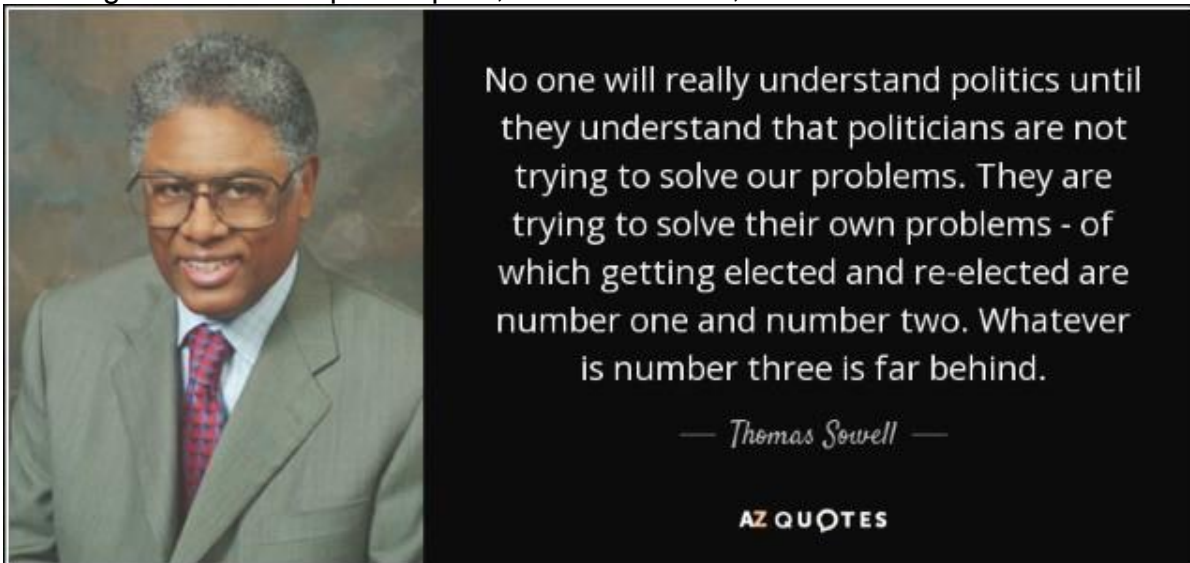 No one will really understand politics until
they understand that politicians are not
trying to solve our problems. They are
trying to solve their own problems - of
which getting elected and re-elected are
number one and number two. Whatever
is number three is far behind.
— Thomas Sowell —
AZ QUOTES